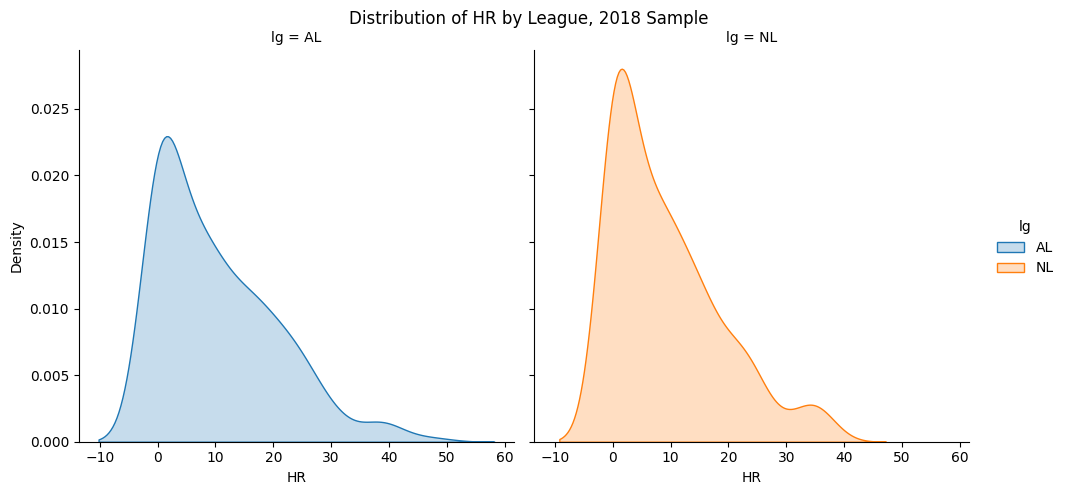 Distribution of HR by League, 2018 Sample
lg = AL
lg = NL
0.025
0.020
0.015
0.010
0.005
0.000
Density
−10 0 10 20 30 40 50 60
HR
−10 0 10 20 30 40 50 60
HR
lg
AL
NL